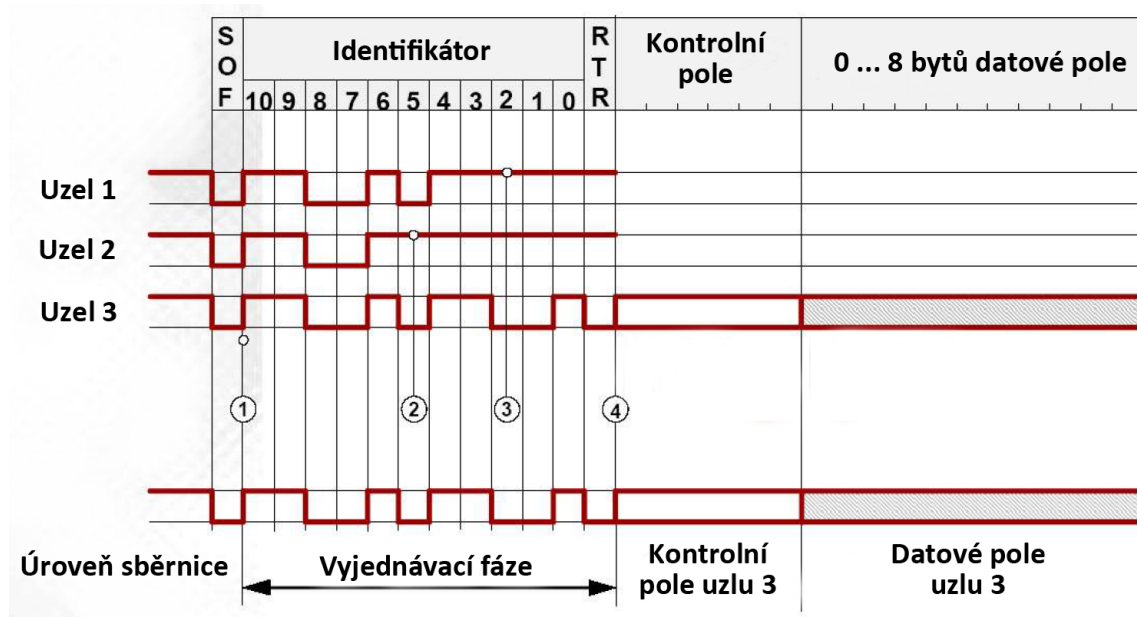 S
O
F
Identifikátor
R
T
R
Kontrolní
pole
0 ... 8 bytů datové pole
10 9 8 7 6 5 4 3 2 1 0
Uzel 1
Uzel 2
Uzel 3
1 2 3 4
Úroveň sběrnice
Vyjednávací fáze
Kontrolní
pole uzlu 3
Datové pole
uzlu 3